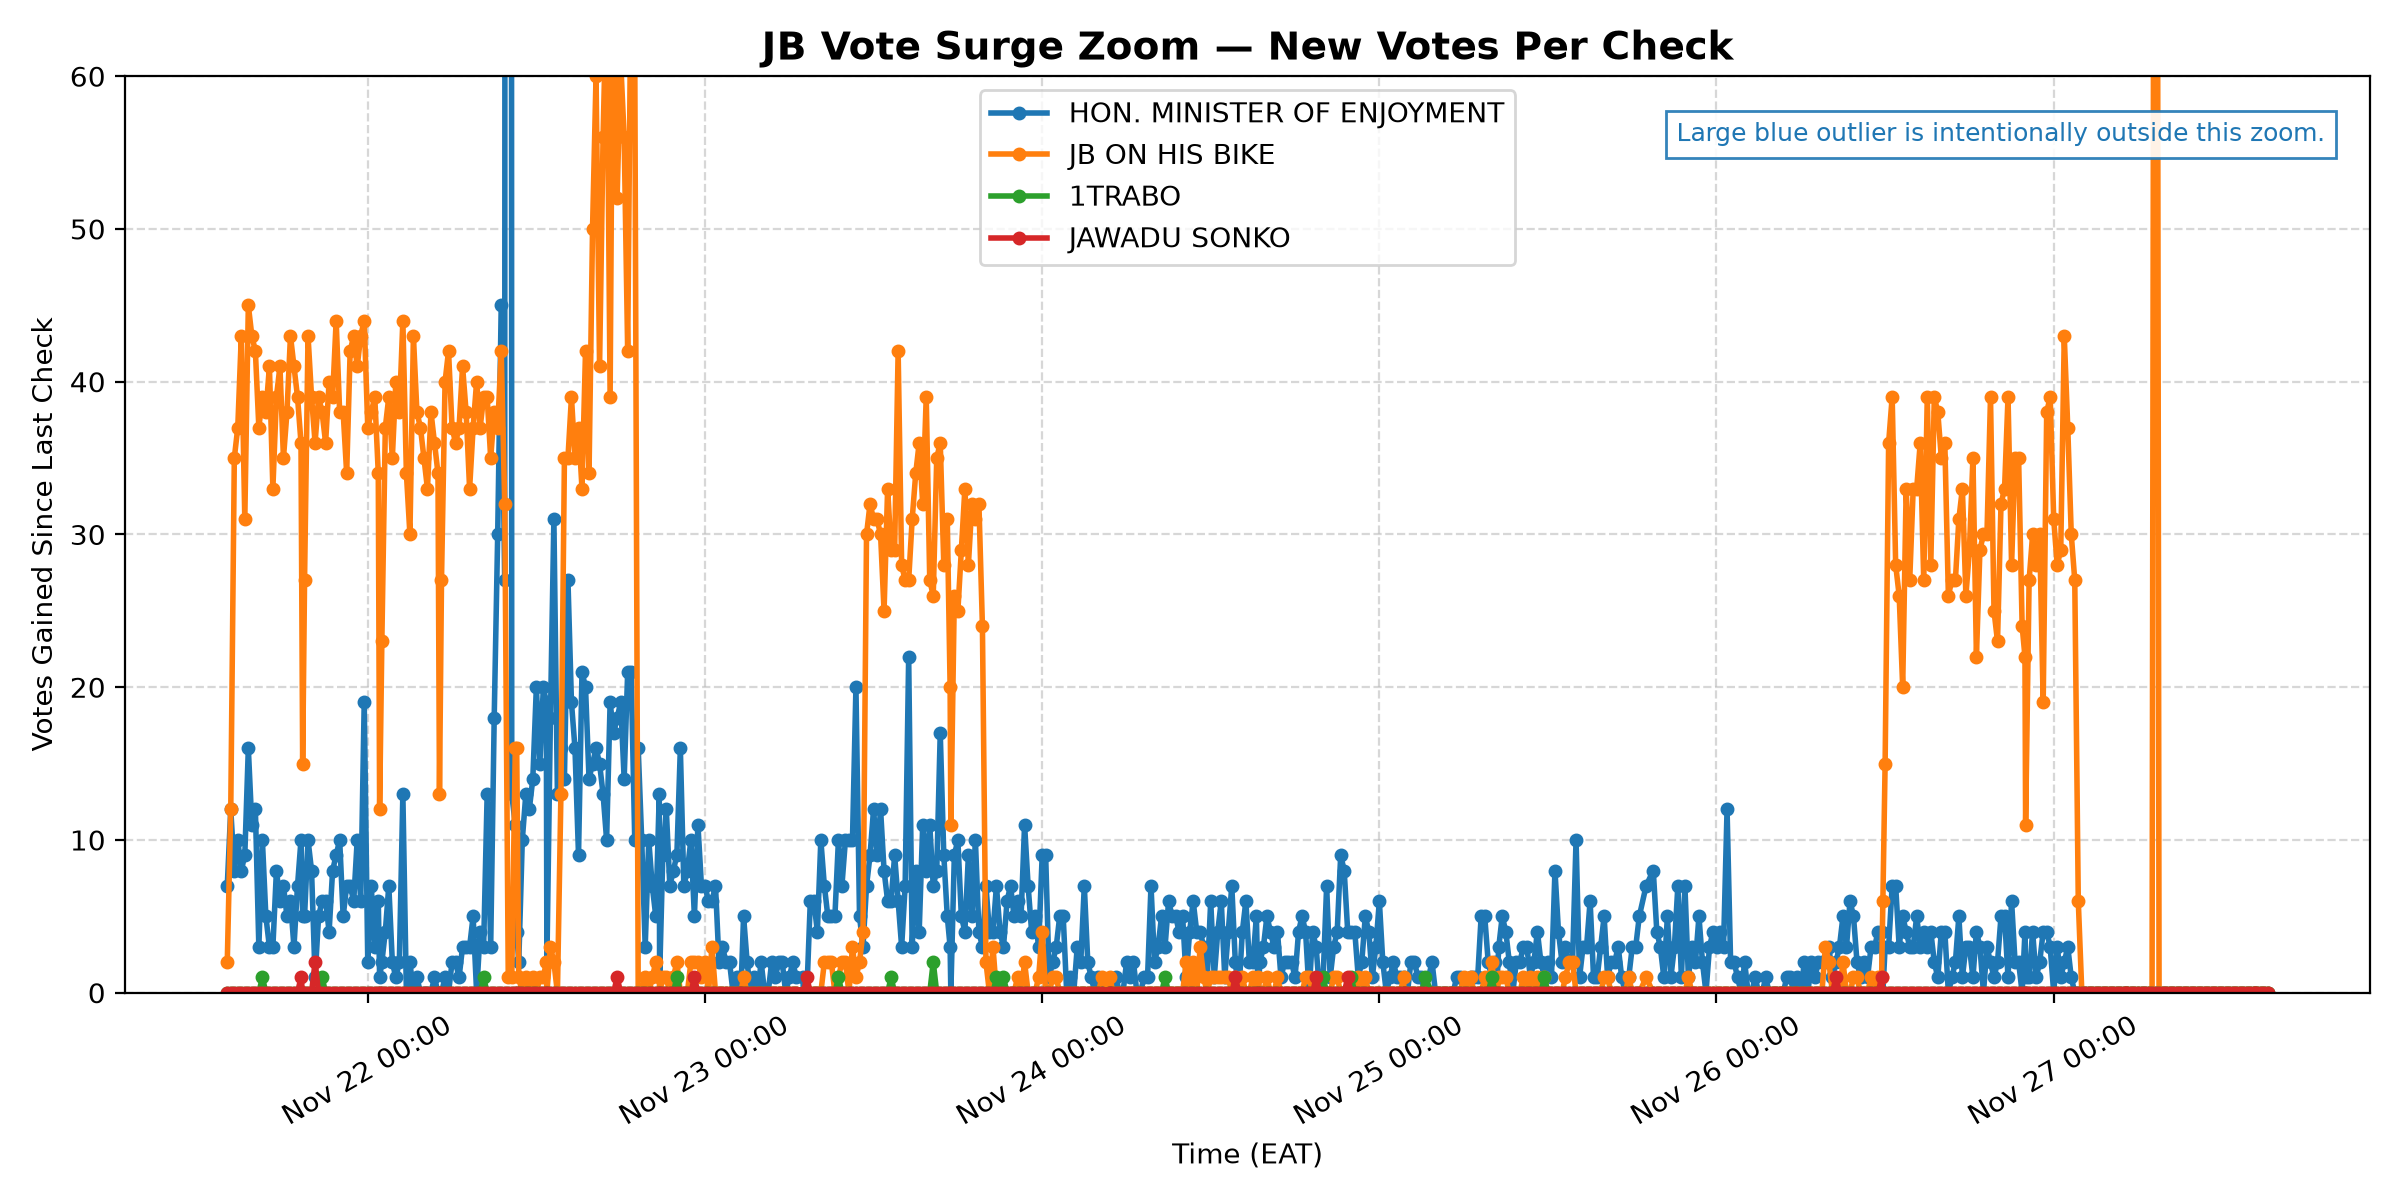 JB Vote Surge Zoom — New Votes Per Check
HON. MINISTER OF ENJOYMENT
JB ON HIS BIKE
1TRABO
JAWADU SONKO
Large blue outlier is intentionally outside this zoom.
Votes Gained Since Last Check
60
50
40
30
20
10
0
Nov 22 00:00
Nov 23 00:00
Nov 24 00:00
Nov 25 00:00
Nov 26 00:00
Nov 27 00:00
Time (EAT)